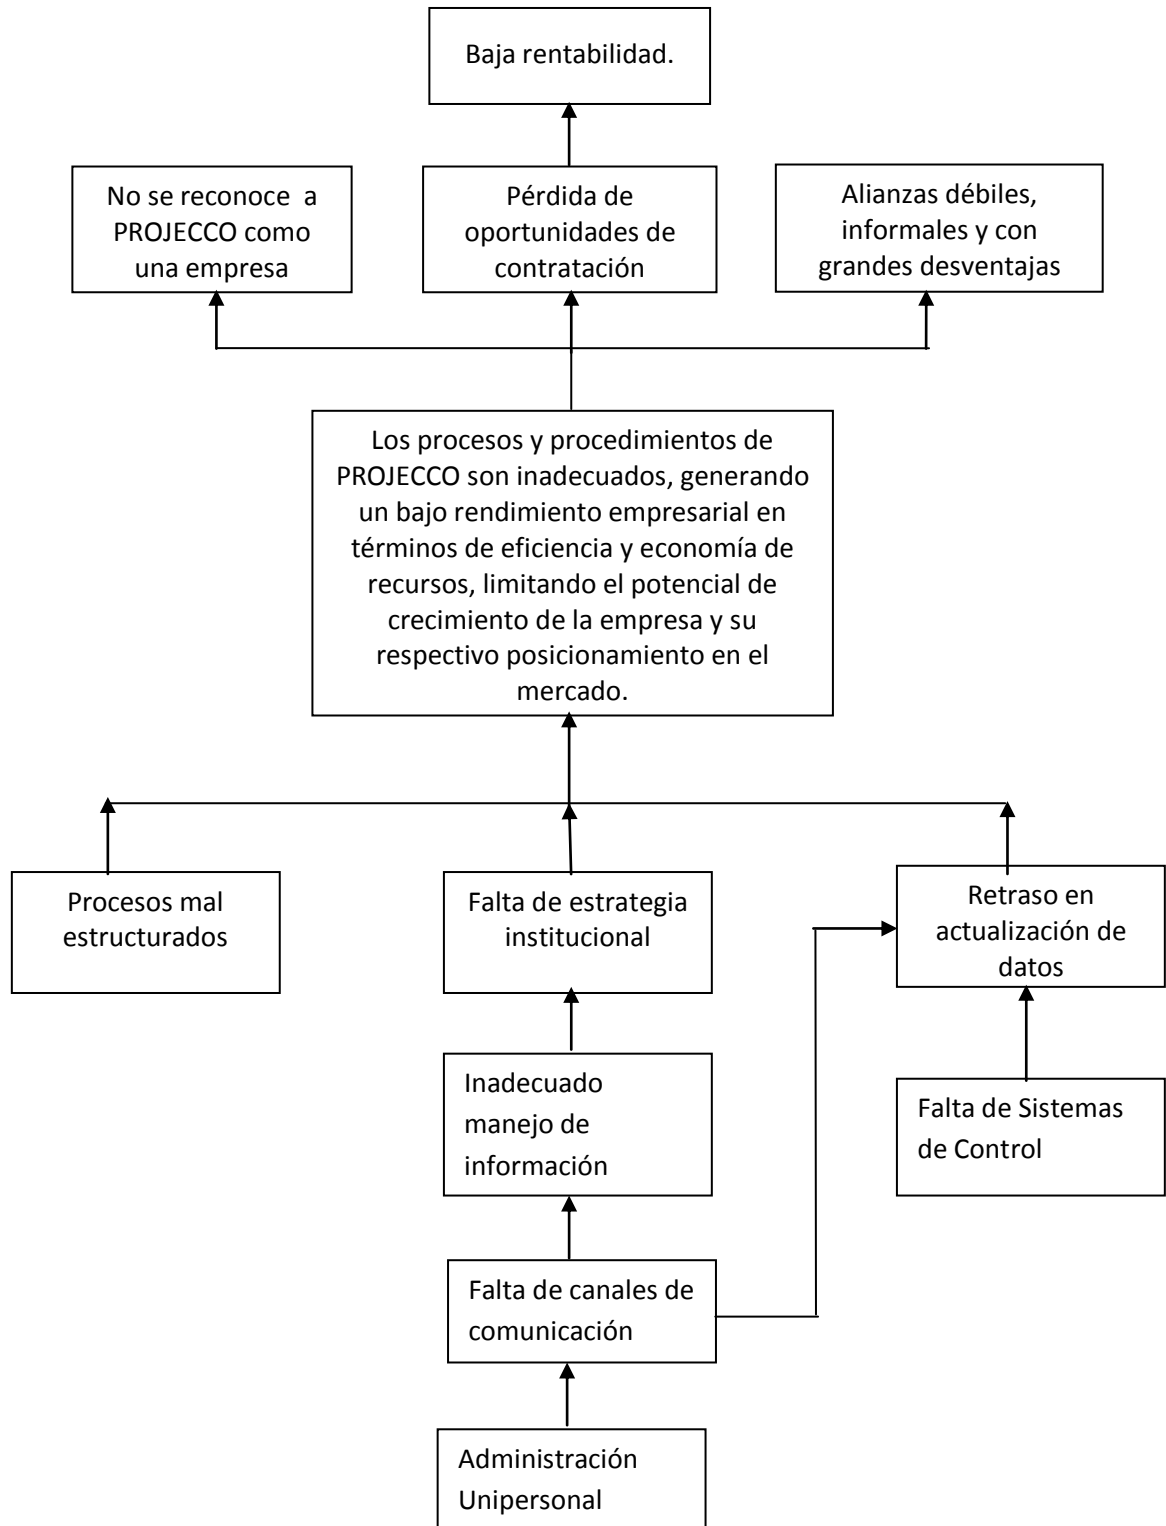 Baja rentabilidad.
No se reconoce a
PROJECCO como
una empresa
Pérdida de
oportunidades de
contratación
Alianzas débiles,
informales y con
grandes desventajas
Los procesos y procedimientos de
PROJECCO son inadecuados, generando
un bajo rendimiento empresarial en
términos de eficiencia y economía de
recursos, limitando el potencial de
crecimiento de la empresa y su
respectivo posicionamiento en el
mercado.
Procesos mal
estructurados
Falta de estrategia
institucional
Retraso en
actualización de
datos
Inadecuado
manejo de
información
Falta de Sistemas
de Control
Falta de canales de
comunicación
Administración
Unipersonal